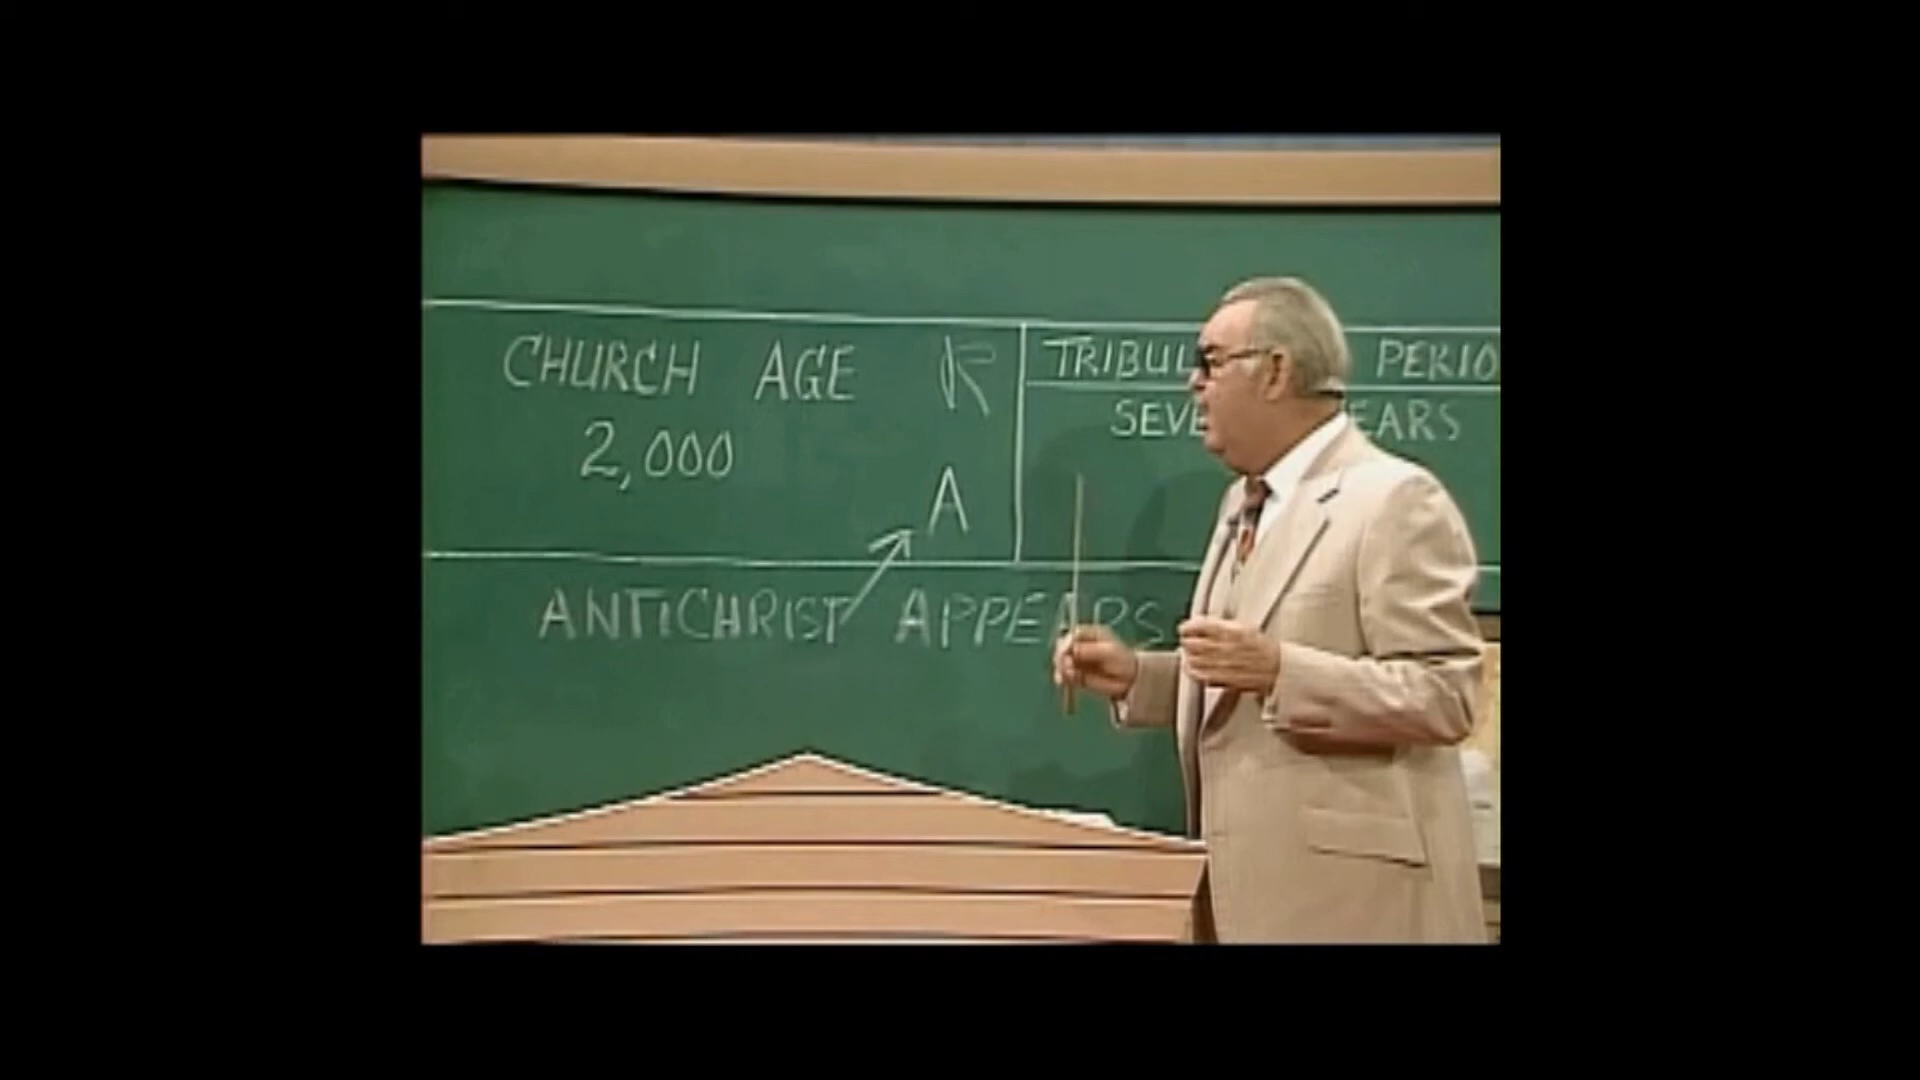 CHURCH AGE R
TRIBUL PERIO
SEVE EARS
2,000
A
ANTICHRIST APPEARS